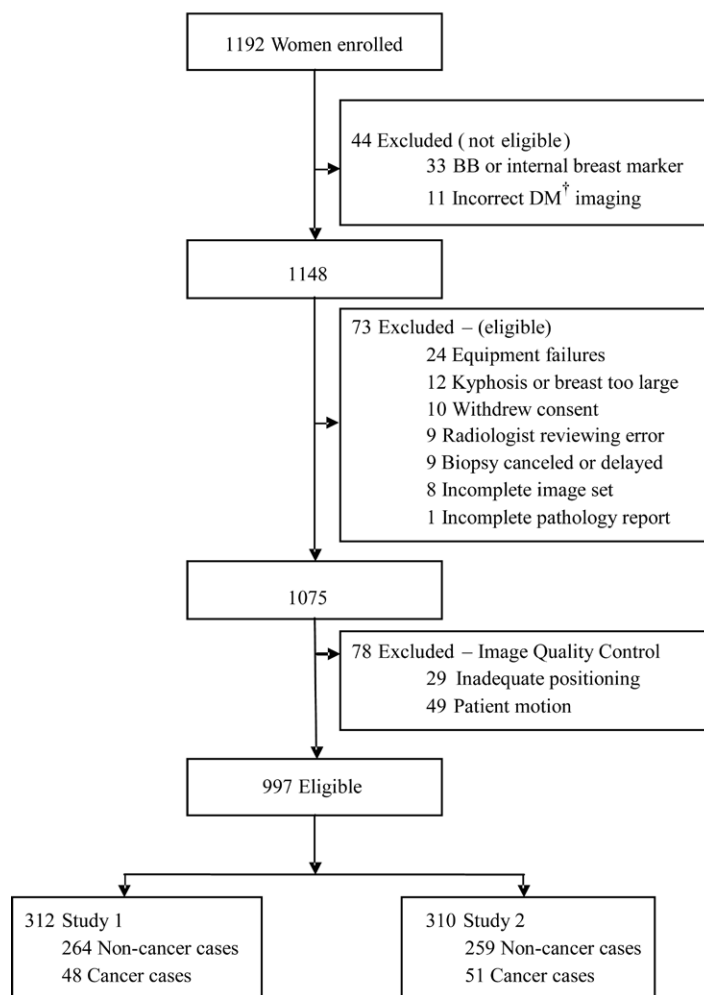 1192 Women enrolled
44 Excluded ( not eligible)
33 BB or internal breast marker
11 Incorrect DM† imaging
1148
73 Excluded – (eligible)
24 Equipment failures
12 Kyphosis or breast too large
10 Withdrew consent
9 Radiologist reviewing error
9 Biopsy canceled or delayed
8 Incomplete image set
1 Incomplete pathology report
1075
78 Excluded – Image Quality Control
29 Inadequate positioning
49 Patient motion
997 Eligible
312 Study 1
264 Non-cancer cases
48 Cancer cases
310 Study 2
259 Non-cancer cases
51 Cancer cases